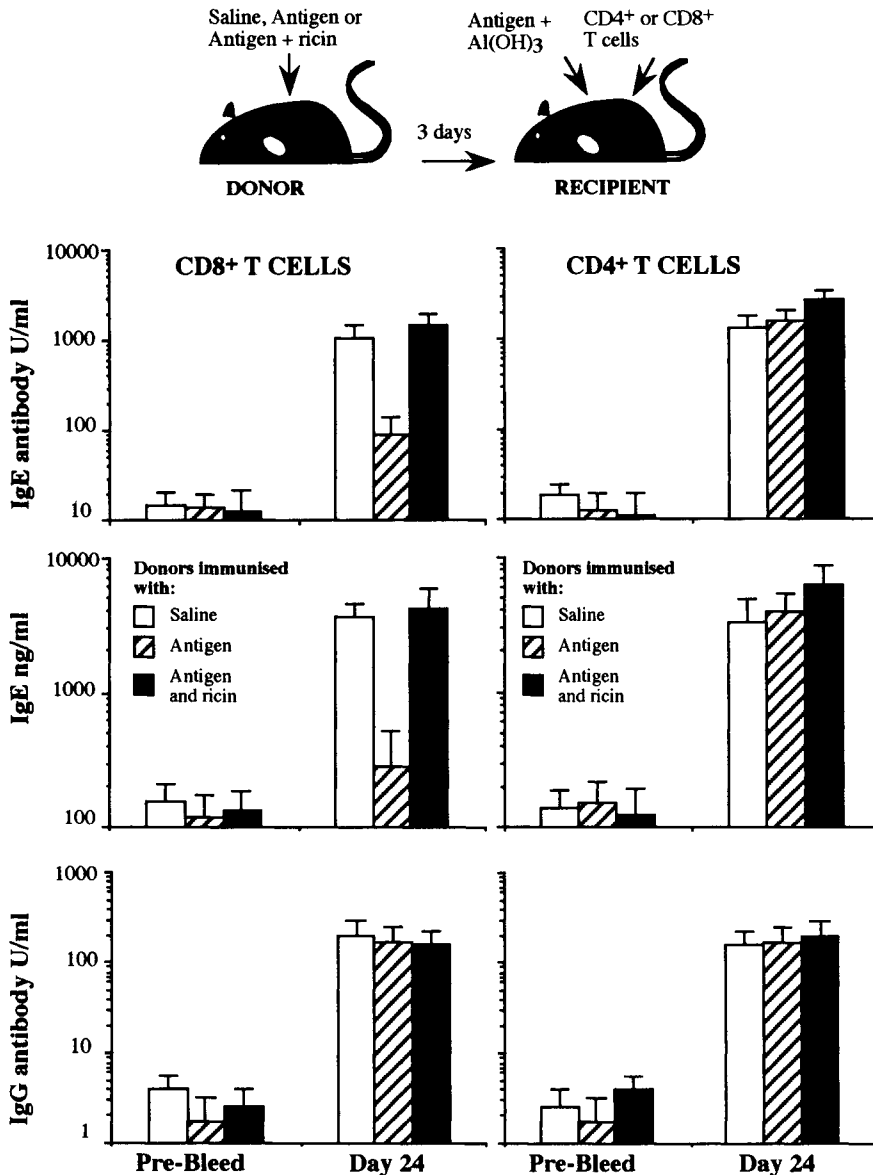 Saline, Antigen or
Antigen + ricin
Antigen +
Al(OH)3
CD4+ or CD8+
T cells
3 days
DONOR
RECIPIENT
10000
1000
100
10
IgE antibody U/ml
CD8+ T CELLS
CD4+ T CELLS
10000
1000
100
IgE ng/ml
Donors immunised
with:
Saline
Antigen
Antigen
and ricin
Donors immunised
with:
Saline
Antigen
Antigen
and ricin
1000
100
10
1
IgG antibody U/ml
Pre-Bleed
Day 24
Pre-Bleed
Day 24